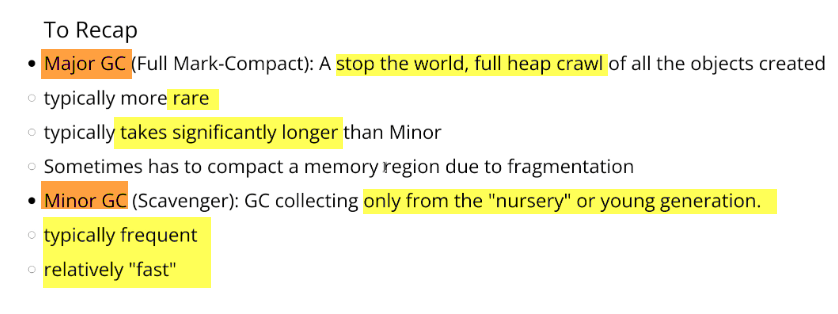 To Recap
Major GC (Full Mark-Compact): A stop the world, full heap crawl of all the objects created
typically more rare
typically takes significantly longer than Minor
Sometimes has to compact a memory region due to fragmentation
Minor GC (Scavenger): GC collecting only from the "nursery" or young generation.
typically frequent
relatively "fast"